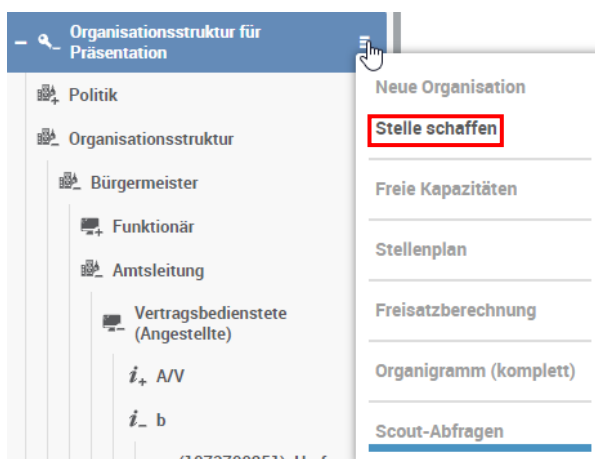 Organisationsstruktur für
Präsentation
Politik
Organisationsstruktur
Bürgermeister
Funktionär
Amtsleitung
Vertragsbedienstete
(Angestellte)
A/V
b
Neue Organisation
Stelle schaffen
Freie Kapazitäten
Stellenplan
Freisatzberechnung
Organigramm (komplett)
Scout-Abfragen